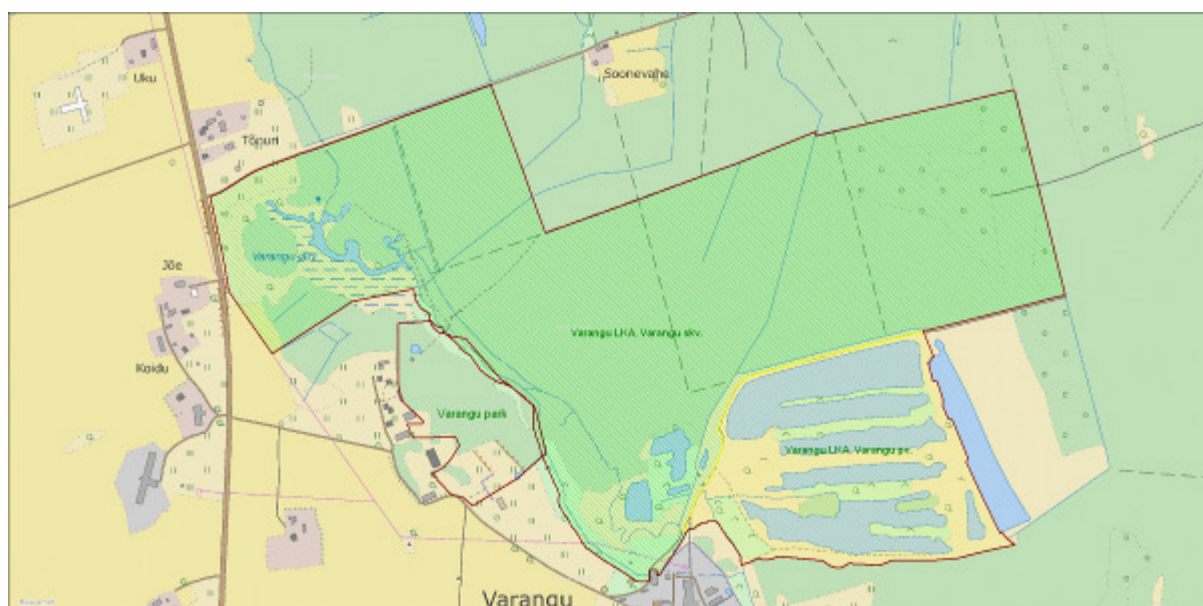 Uku
Soonevahe
Tõnuri
Jõe
Varangu LKA, Varangu skv.
Koidu
Varangu park
Varangu LKA, Varangu pv.
Varangu